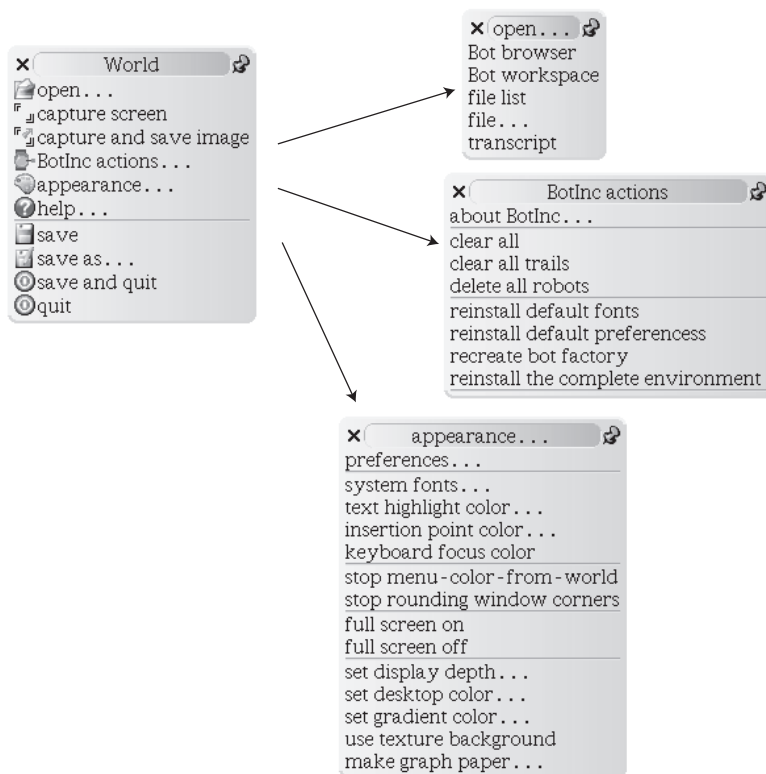 World
open...
capture screen
capture and save image
BotInc actions...
appearance...
help...
save
save as...
save and quit
quit
open...
Bot browser
Bot workspace
file list
file...
transcript
BotInc actions
about BotInc...
clear all
clear all trails
delete all robots
reinstall default fonts
reinstall default preferencess
recreate bot factory
reinstall the complete environment
appearance...
preferences...
system fonts...
text highlight color...
insertion point color...
keyboard focus color
stop menu-color-from-world
stop rounding window corners
full screen on
full screen off
set display depth...
set desktop color...
set gradient color...
use texture background
make graph paper...